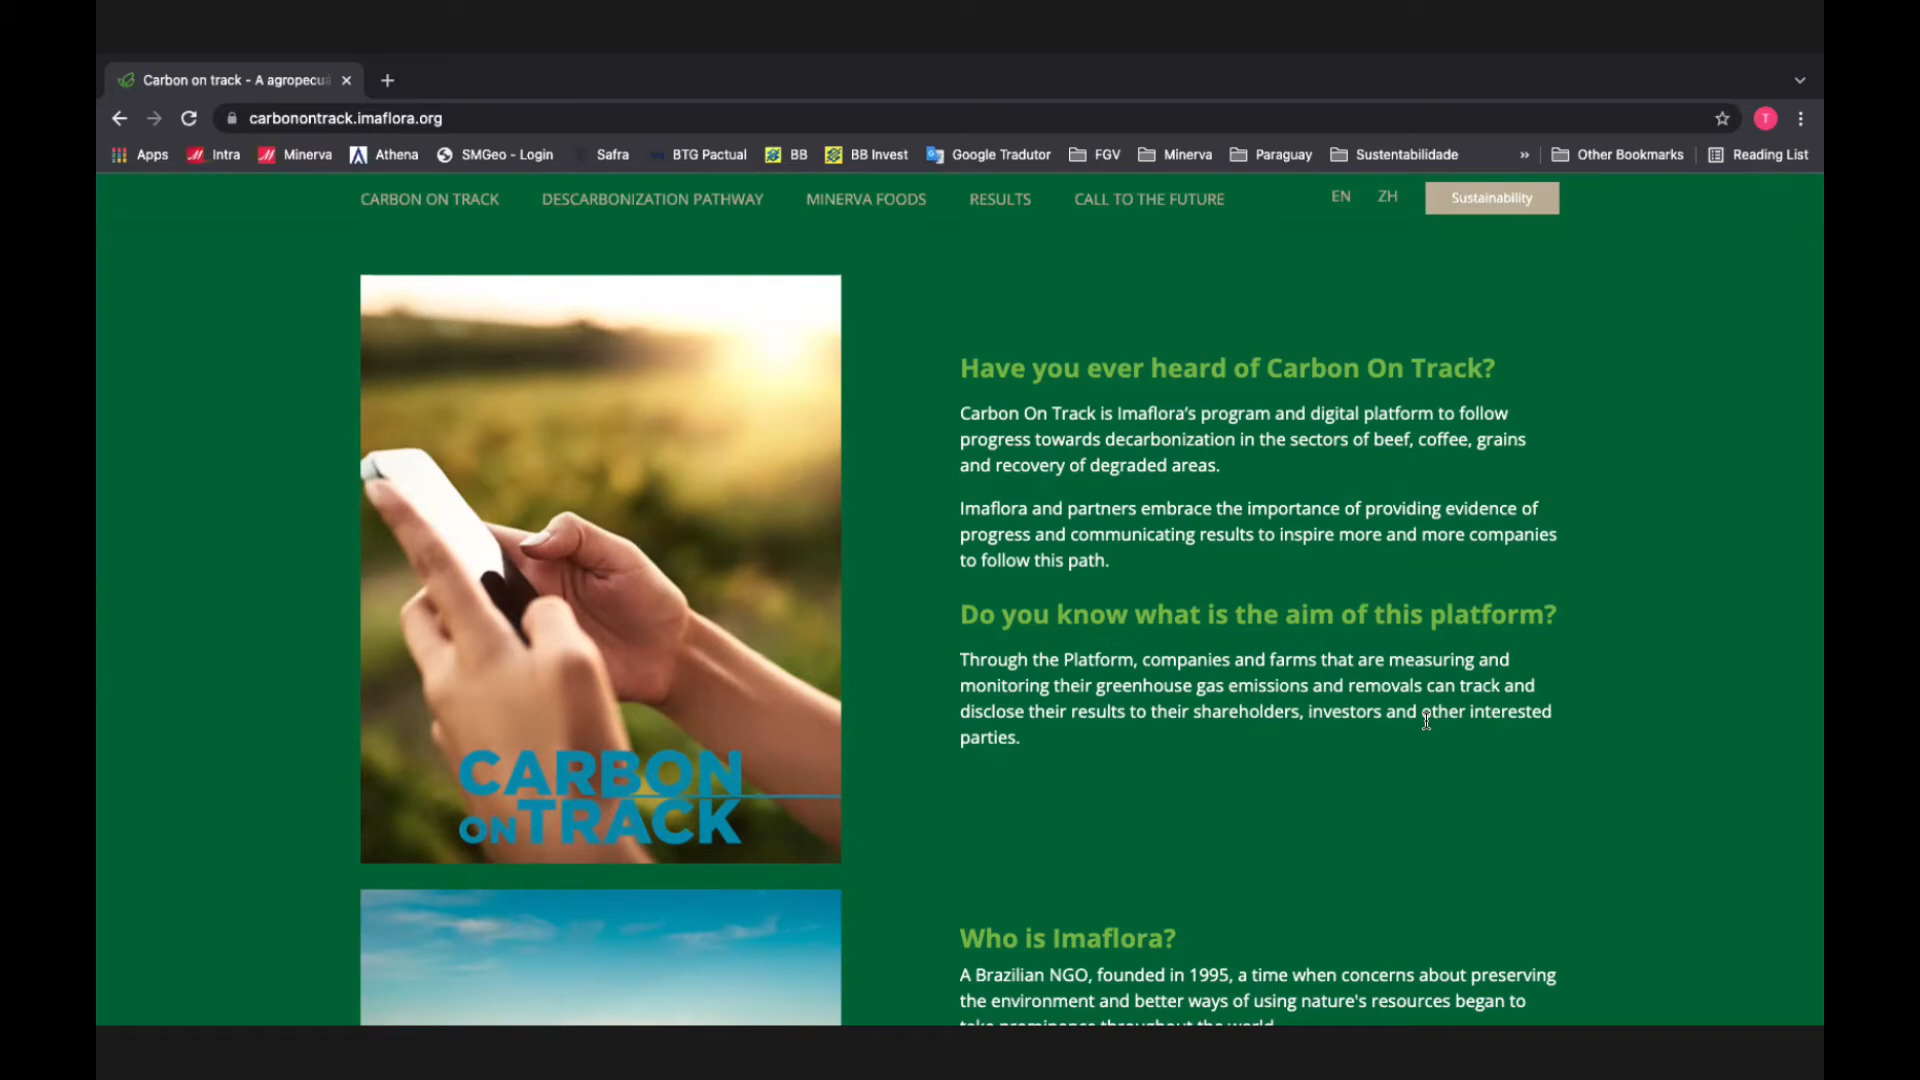 Carbon on track - A agropecuá
carbonontrack.imaflora.org
Apps Intra Minerva Athena SMGeo - Login Safra BTG Pactual BB BB Invest Google Tradutor FGV Minerva Paraguay Sustentabilidade » Other Bookmarks Reading List
T
CARBON ON TRACK DESCARBONIZATION PATHWAY MINERVA FOODS RESULTS CALL TO THE FUTURE EN ZH Sustainability
Have you ever heard of Carbon On Track?
Carbon On Track is Imaflora’s program and digital platform to follow
progress towards decarbonization in the sectors of beef, coffee, grains
and recovery of degraded areas.
Imaflora and partners embrace the importance of providing evidence of
progress and communicating results to inspire more and more companies
to follow this path.
Do you know what is the aim of this platform?
Through the Platform, companies and farms that are measuring and
monitoring their greenhouse gas emissions and removals can track and
disclose their results to their shareholders, investors and other interested
parties.
CARBON
ON TRACK
Who is Imaflora?
A Brazilian NGO, founded in 1995, a time when concerns about preserving
the environment and better ways of using nature's resources began to
take prominence throughout the world